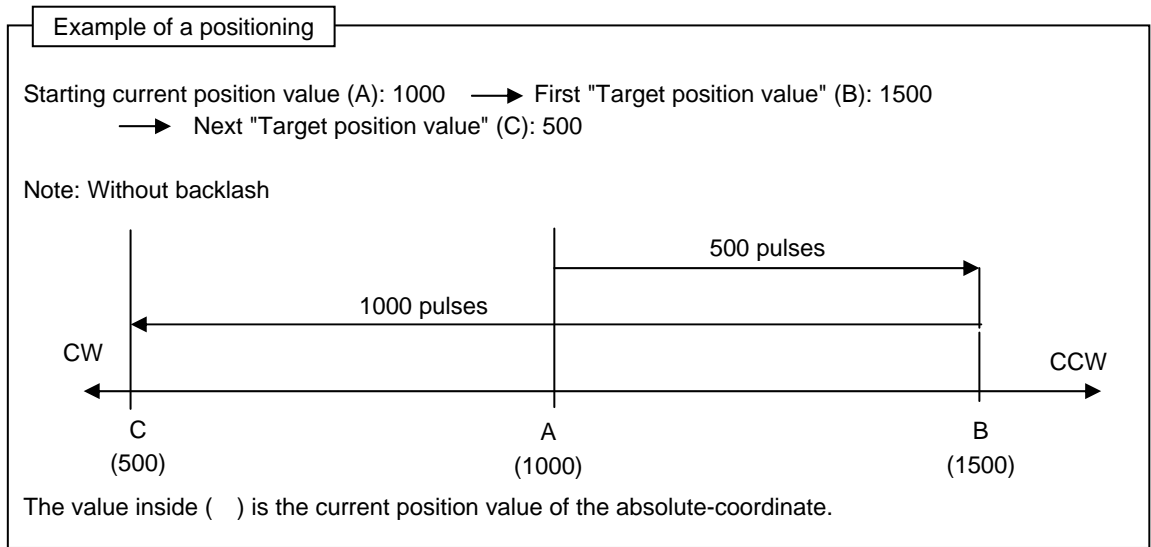 Example of a positioning
Starting current position value (A): 1000 → First "Target position value" (B): 1500
→ Next "Target position value" (C): 500
Note: Without backlash
500 pulses
1000 pulses
CW
CCW
C
A
B
(500)
(1000)
(1500)
The value inside (  ) is the current position value of the absolute-coordinate.